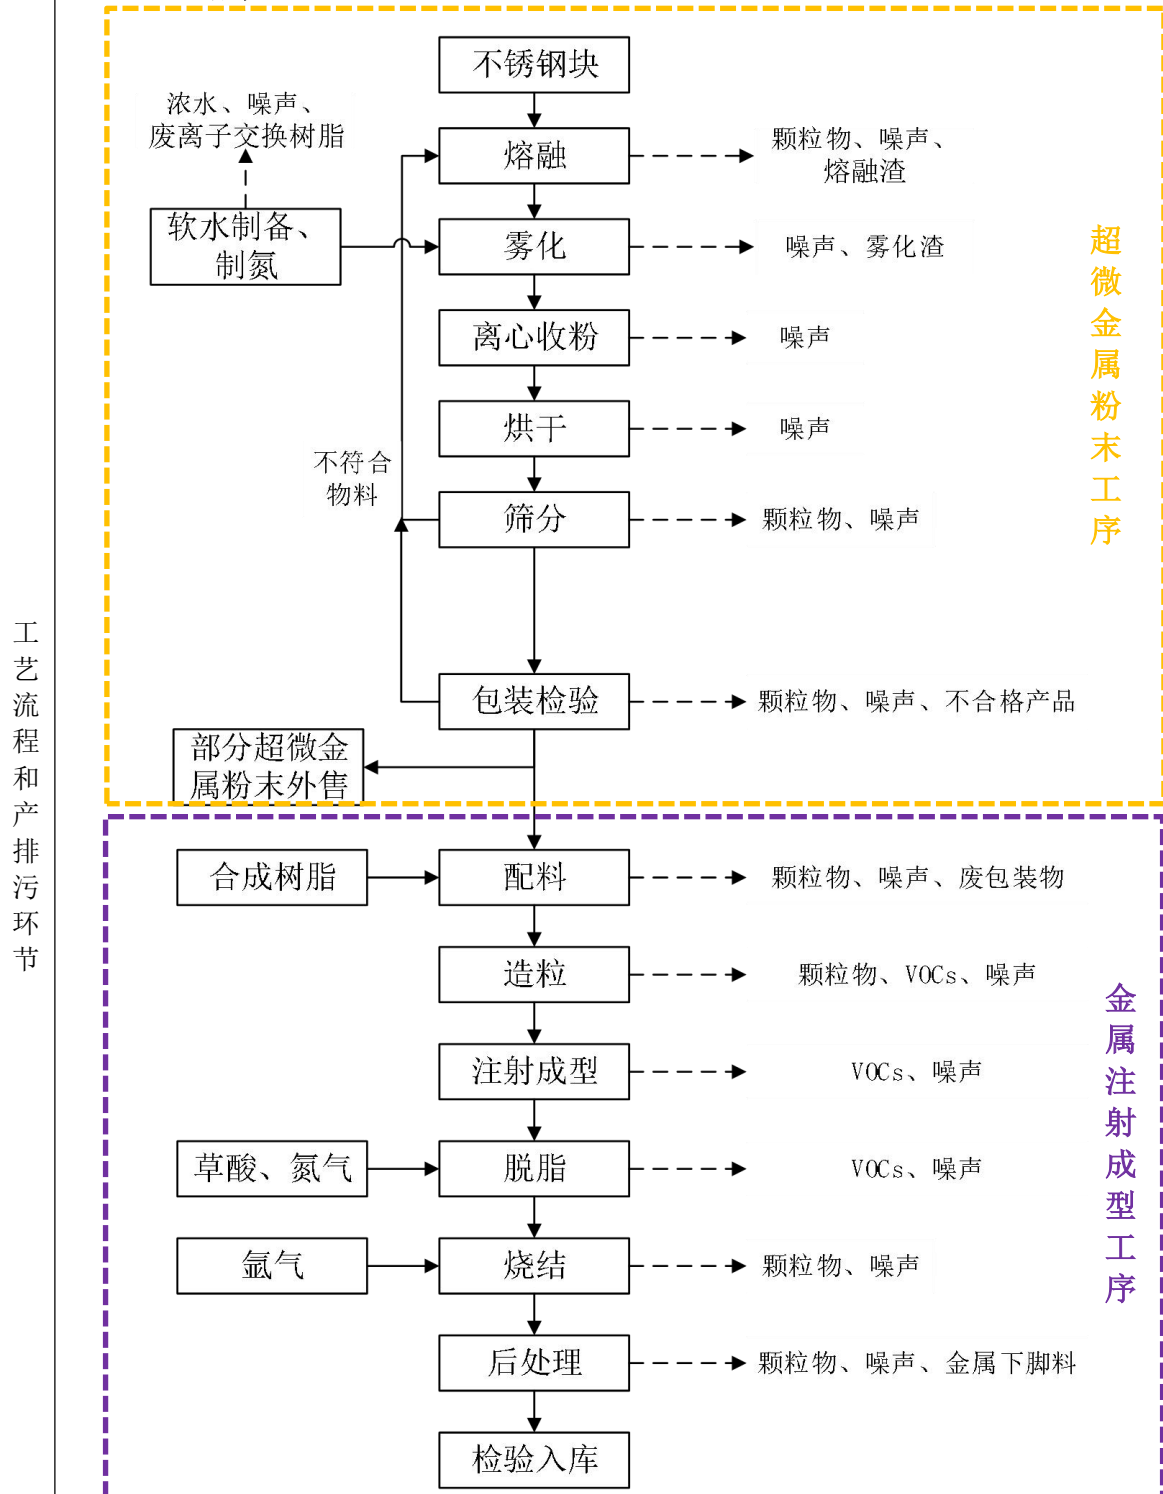 不锈钢块
浓水、噪声、
废离子交换树脂
熔融
颗粒物、噪声、
熔融渣
软水制备、
制氮
雾化
噪声、雾化渣
离心收粉
噪声
烘干
噪声
不符合
物料
筛分
颗粒物、噪声
包装检验
颗粒物、噪声、不合格产品
部分超微金
属粉末外售
超微金属粉末工序
工艺流程和产排污环节
合成树脂
配料
颗粒物、噪声、废包装物
造粒
颗粒物、VOCs、噪声
注射成型
VOCs、噪声
草酸、氮气
脱脂
VOCs、噪声
氩气
烧结
颗粒物、噪声
后处理
颗粒物、噪声、金属下脚料
检验入库
金属注射成型工序